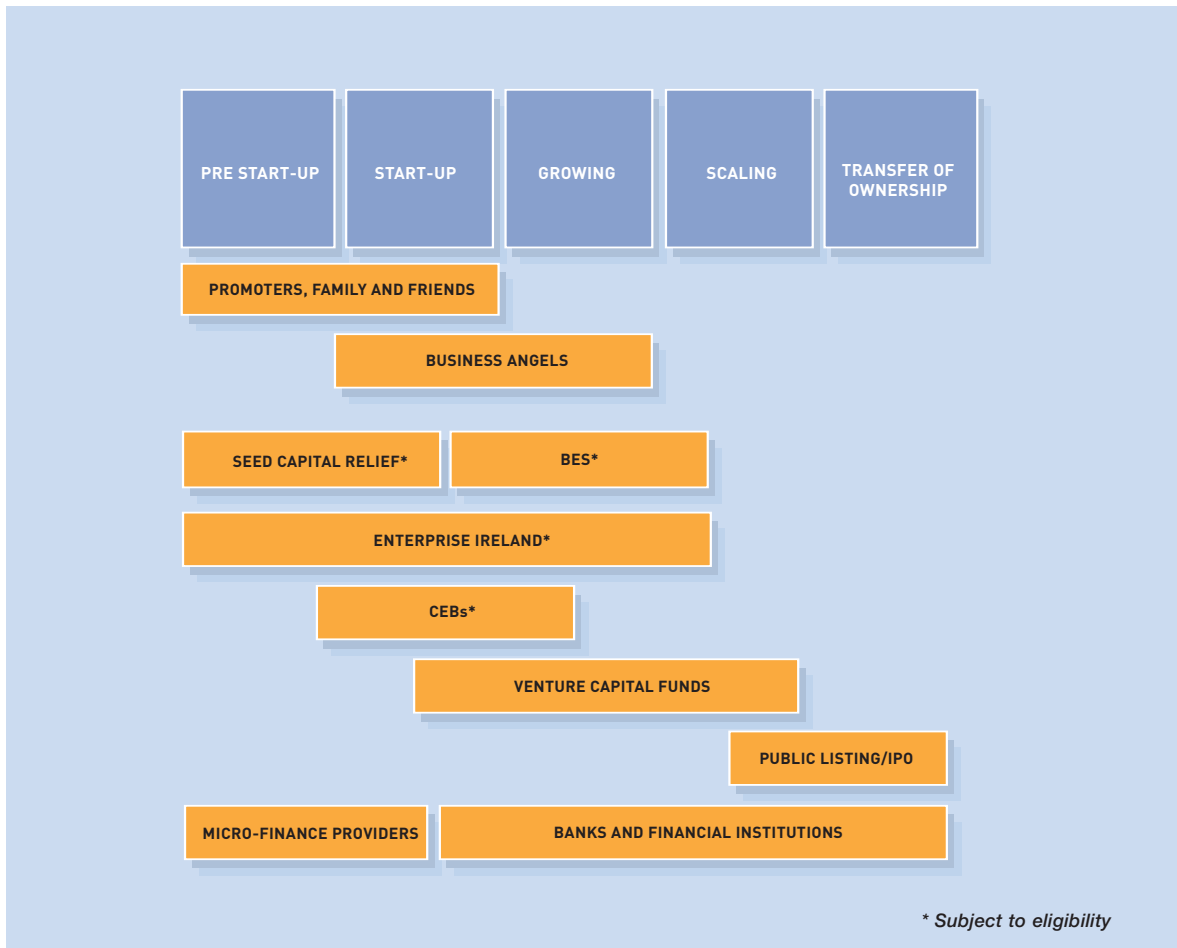 PRE START-UP
START-UP
GROWING
SCALING
TRANSFER OF
OWNERSHIP
PROMOTERS, FAMILY AND FRIENDS
BUSINESS ANGELS
SEED CAPITAL RELIEF*
BES*
ENTERPRISE IRELAND*
CEBs*
VENTURE CAPITAL FUNDS
PUBLIC LISTING/IPO
MICRO-FINANCE PROVIDERS
BANKS AND FINANCIAL INSTITUTIONS
* Subject to eligibility